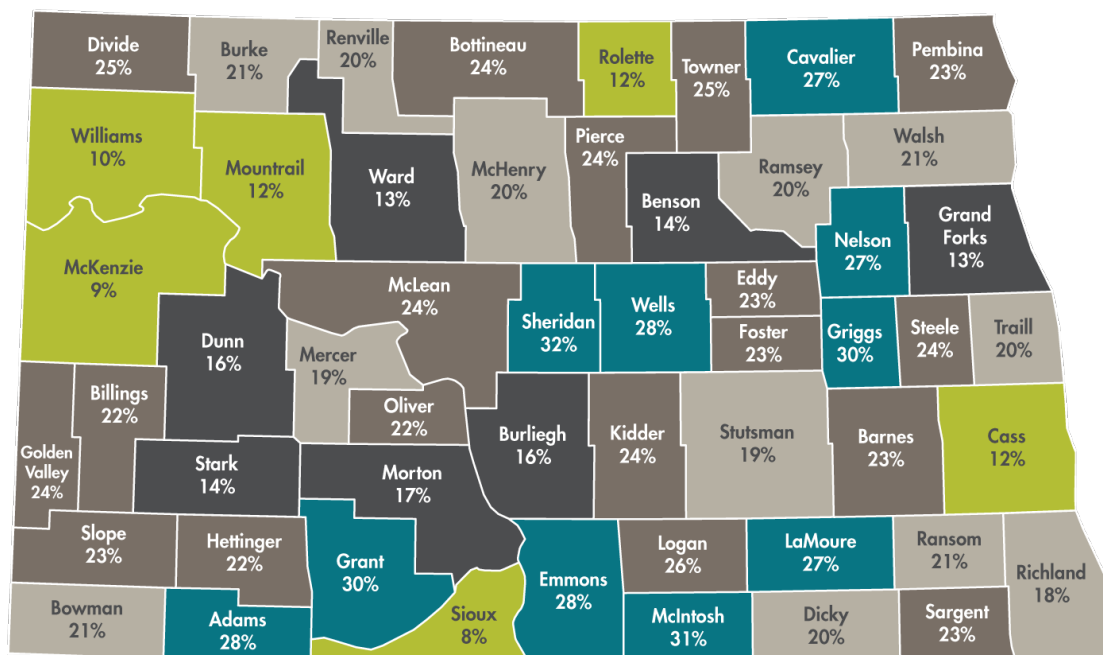 Divide
25%
Burke
21%
Renville
20%
Bottineau
24%
Rolette
12%
Towner
25%
Cavalier
27%
Pembina
23%
Williams
10%
Mountrail
12%
Ward
13%
McHenry
20%
Pierce
24%
Benson
14%
Ramsey
20%
Walsh
21%
Nelson
27%
Grand
Forks
13%
McKenzie
9%
Dunn
16%
McLean
24%
Mercer
19%
Sheridan
32%
Wells
28%
Eddy
23%
Foster
23%
Griggs
30%
Steele
24%
Traill
20%
Billings
22%
Golden
Valley
24%
Oliver
22%
Stark
14%
Morton
17%
Burliegh
16%
Kidder
24%
Stutsman
19%
Barnes
23%
Cass
12%
Slope
23%
Hettinger
22%
Grant
30%
Bowman
21%
Adams
28%
Sioux
8%
Emmons
28%
Logan
26%
McIntosh
31%
LaMoure
27%
Dicky
20%
Ransom
21%
Sargent
23%
Richland
18%